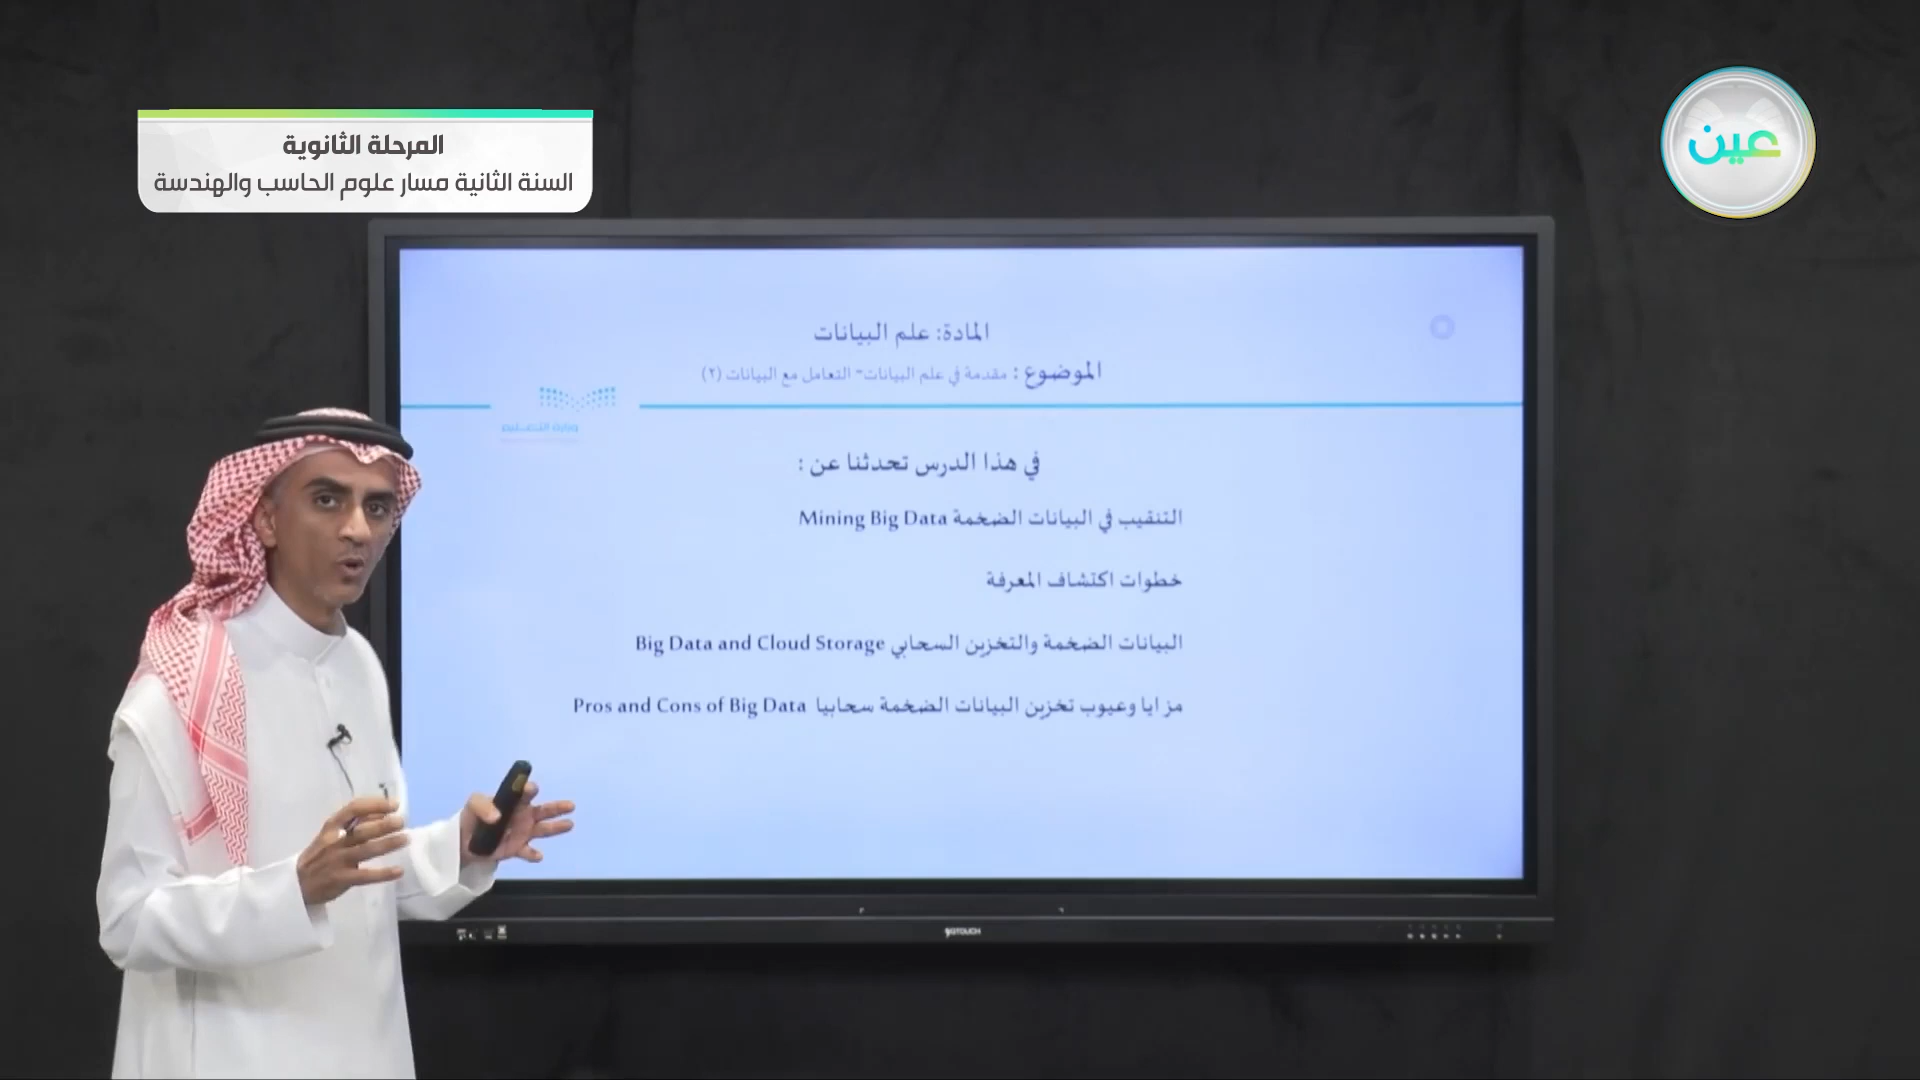 المرحلة الثانوية
السنة الثانية مسار علوم الحاسب والهندسة
عين
المادة: علم البيانات
الموضوع : مقدمة في علم البيانات- التعامل مع البيانات (٢)
وزارة التعليم
في هذا الدرس تحدثنا عن :
التنقيب في البيانات الضخمة Mining Big Data
خطوات اكتشاف المعرفة
البيانات الضخمة والتخزين السحابي Big Data and Cloud Storage
مزايا وعيوب تخزين البيانات الضخمة سحابيا Pros and Cons of Big Data